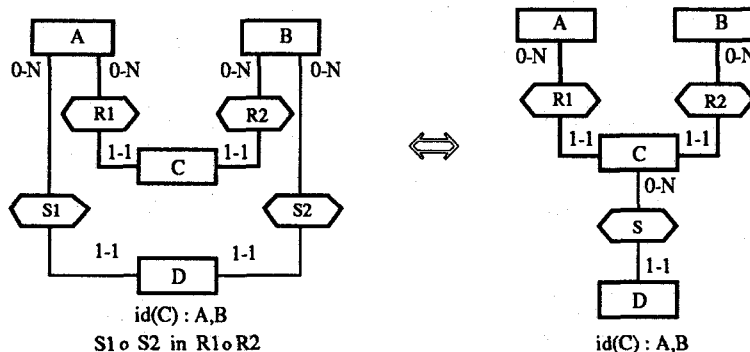 A B A B
0-N 0-N 0-N 0-N 0-N 0-N
R1 R2 R1 R2
1-1 C 1-1 1-1 C 1-1
0-N
S1 S2 S
1-1 1-1 1-1
D D
id(C) : A,B id(C) : A,B
S1 o S2 in R1 o R2